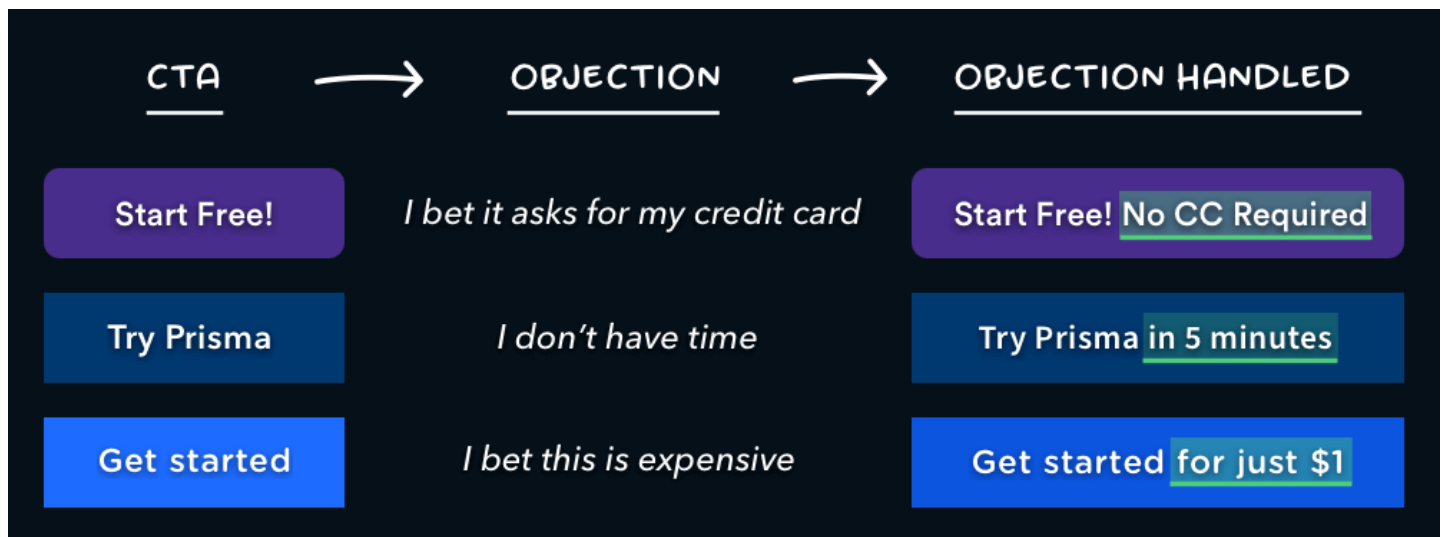 CTA → OBJECTION → OBJECTION HANDLED
Start Free! I bet it asks for my credit card Start Free! No CC Required
Try Prisma I don't have time Try Prisma in 5 minutes
Get started I bet this is expensive Get started for just $1